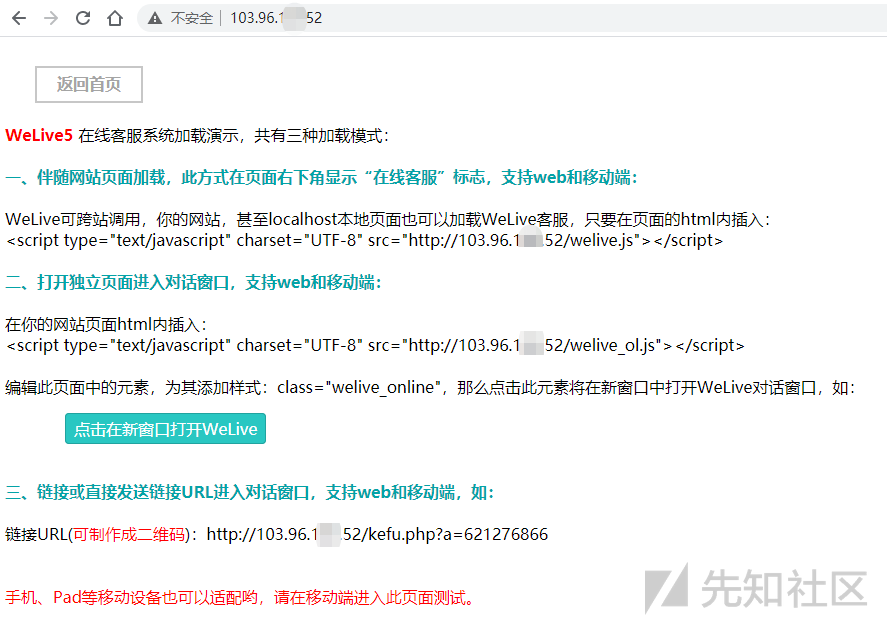 不安全 103.96.1 52
返回首页
WeLive5 在线客服系统加载演示，共有三种加载模式：
一、伴随网站页面加载，此方式在页面右下角显示“在线客服”标志，支持web和移动端：
WeLive可跨站调用，你的网站，甚至localhost本地页面也可以加载WeLive客服，只要在页面的html内插入：
<script type="text/javascript" charset="UTF-8" src="http://103.96.1 .52/welive.js"></script>
二、打开独立页面进入对话窗口，支持web和移动端：
在你的网站页面html内插入：
<script type="text/javascript" charset="UTF-8" src="http://103.96.1 52/welive_ol.js"></script>
编辑此页面中的元素，为其添加样式：class="welive_online"，那么点击此元素将在新窗口中打开WeLive对话窗口，如：
点击在新窗口打开WeLive
三、链接或直接发送链接URL进入对话窗口，支持web和移动端，如：
链接URL(可制作成二维码)：http://103.96.1 .52/kefu.php?a=621276866
手机、Pad等移动设备也可以适配哟，请在移动端进入此页面测试。
先知社区